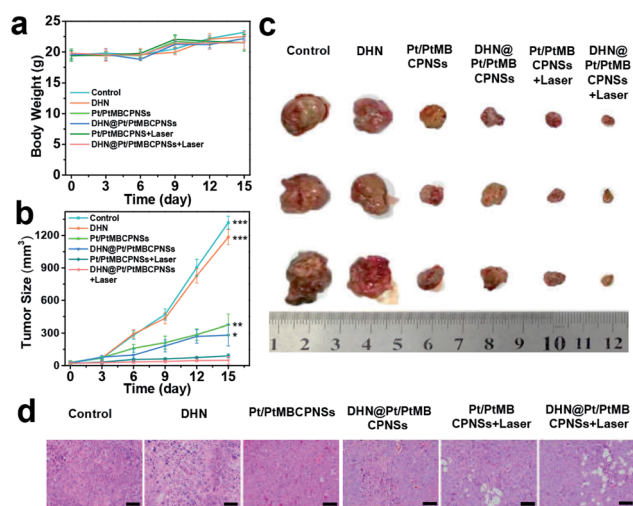 a
Body Weight (g)
25
20
15
10
5
0
Control
DHN
Pt/PtMBCPNSs
DHN@Pt/PtMBCPNSs
Pt/PtMBCPNS+Laser
DHN@Pt/PtMBCPNSs+Laser
0 3 6 9 12 15
Time (day)
b
Tumor Size (mm³)
1200
900
600
300
0
Control
DHN
Pt/PtMBCPNSs
DHN@Pt/PtMBCPNSs
Pt/PtMBCPNSs+Laser
DHN@Pt/PtMBCPNSs
+Laser
***
***
**
*
0 3 6 9 12 15
Time (day)
c
Control
DHN
Pt/PtMB
CPNSs
DHN@
Pt/PtMB
CPNSs
Pt/PtMB
CPNSs
+Laser
DHN@
Pt/PtMB
CPNSs
+Laser
1 2 3 4 5 6 7 8 9 10 11 12
d
Control
DHN
Pt/PtMBCPNSs
DHN@Pt/PtMB
CPNSs
Pt/PtMB
CPNSs+Laser
DHN@Pt/PtMB
CPNSs+Laser